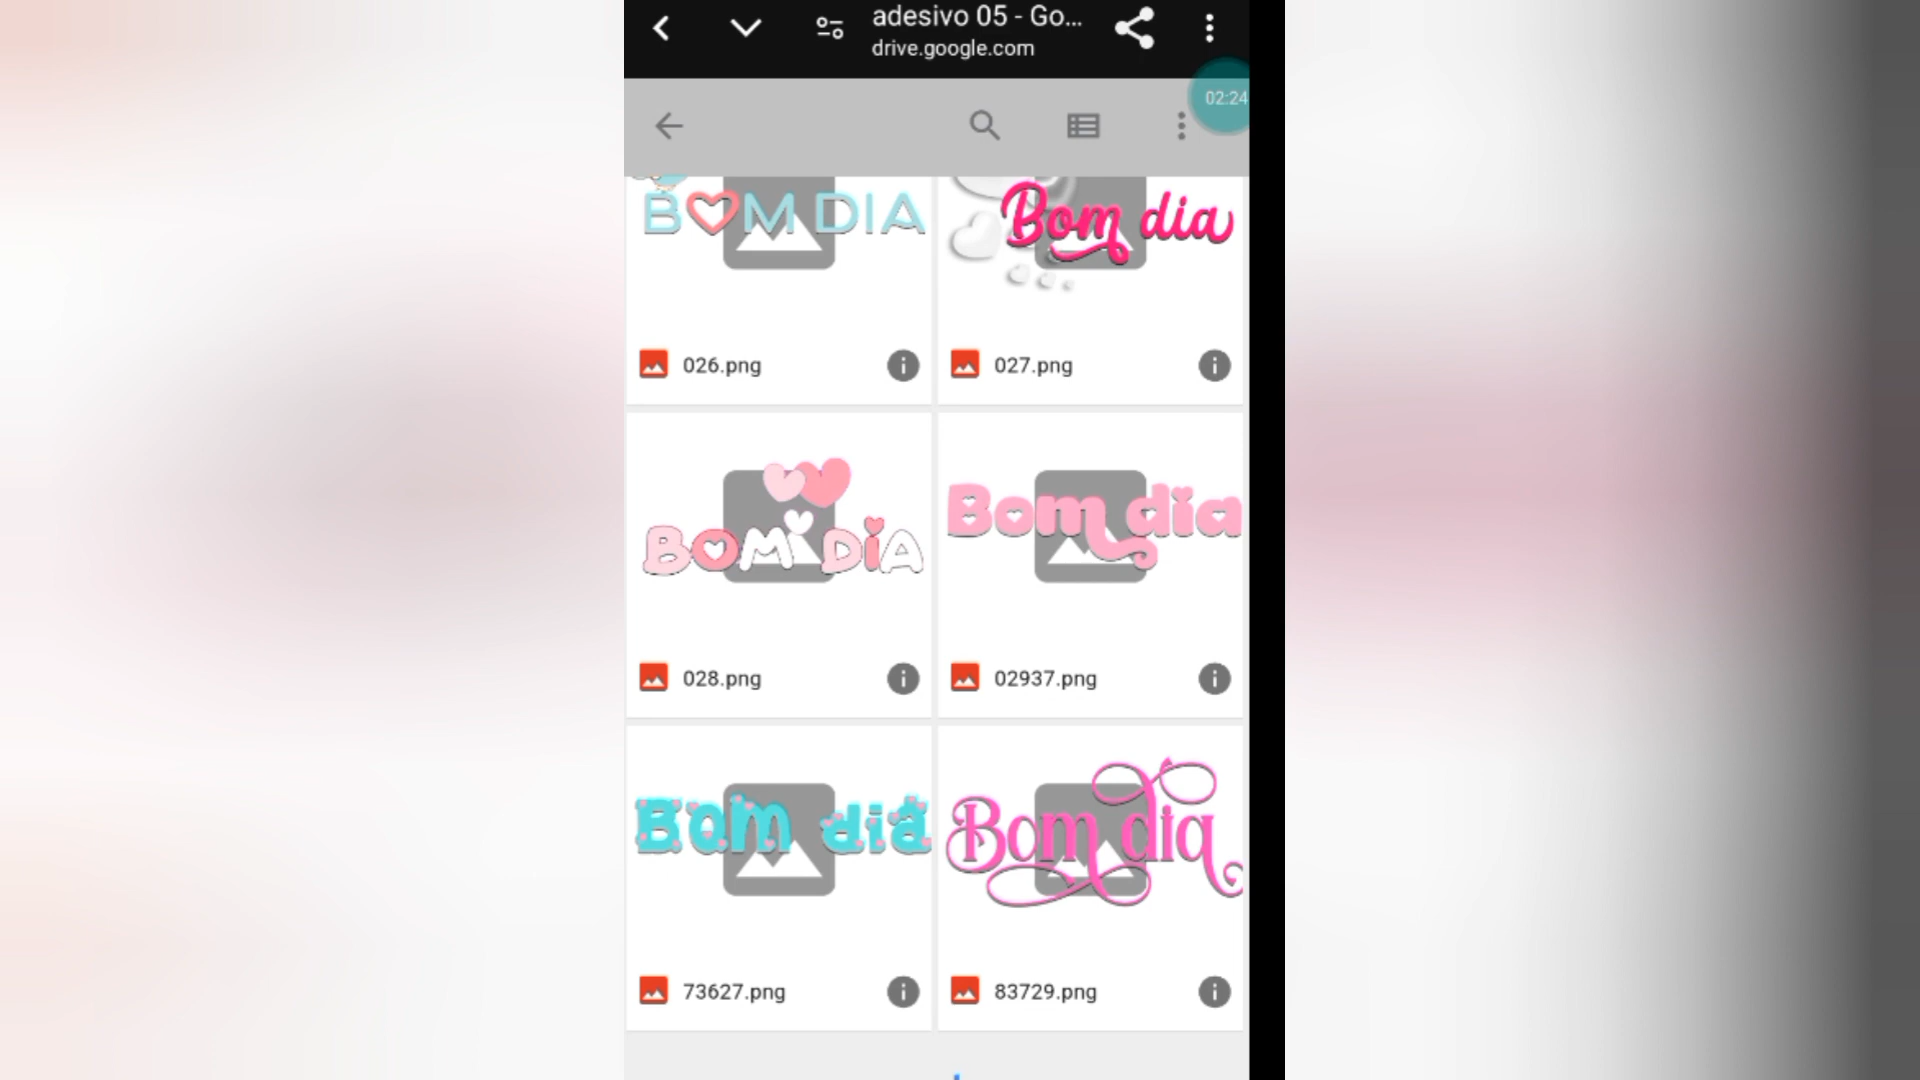 adesivo 05 - Go...
drive.google.com
02:24
BOM DIA
Bom dia
026.png
027.png
BOM DIA
Bom dia
028.png
02937.png
Bom dia
Bom dia
73627.png
83729.png